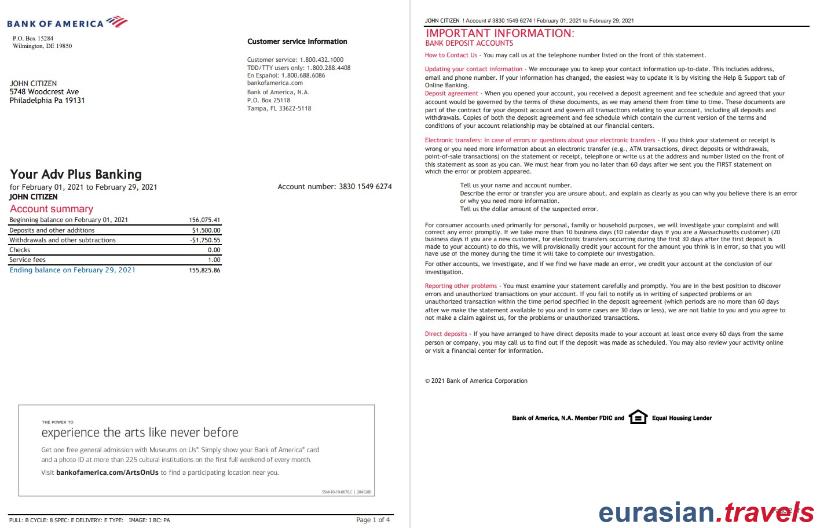 BANK OF AMERICA
P.O. Box 15284
Wilmington, DE 19850
Customer service information
Customer service: 1.800.432.1000
TDD/TTY users only: 1.800.288.4408
En Español: 1.800.688.6086
bankofamerica.com
Bank of America, N.A.
P.O. Box 25118
Tampa, FL 33622-5118
JOHN CITIZEN
5748 Woodcrest Ave
Philadelphia Pa 19131
Your Adv Plus Banking
for February 01, 2021 to February 29, 2021
Account number: 3830 1549 6274
JOHN CITIZEN
Account summary
Beginning balance on February 01, 2021 156,075.41
Deposits and other additions $1,500.00
Withdrawals and other subtractions -$1,750.55
Checks 0.00
Service fees 1.00
Ending balance on February 29, 2021 155,825.86
THE POWER TO
experience the arts like never before
Get one free general admission with Museums on Us®. Simply show your Bank of America® card
and a photo ID at more than 225 cultural institutions on the first full weekend of every month.
Visit bankofamerica.com/ArtsOnUs to find a participating location near you.
PULL: B CYCLE: B SPEC: E DELIVERY: E TYPE: IMAGE: I BC: PA
Page 1 of 4
JOHN CITIZEN I Account # 3830 1549 6274 I February 01, 2021 to February 29, 2021
IMPORTANT INFORMATION:
BANK DEPOSIT ACCOUNTS
How to Contact Us - You may call us at the telephone number listed on the front of this statement.
Updating your contact information - We encourage you to keep your contact information up-to-date. This includes address,
email and phone number. If your information has changed, the easiest way to update it is by visiting the Help & Support tab of
Online Banking.
Deposit agreement - When you opened your account, you received a deposit agreement and fee schedule and agreed that your
account would be governed by the terms of these documents, as we may amend them from time to time. These documents are
part of the contract for your deposit account and govern all transactions relating to your account, including all deposits and
withdrawals. Copies of both the deposit agreement and fee schedule which contain the current version of the terms and
conditions of your account relationship may be obtained at our financial centers.
Electronic transfers: In case of errors or questions about your electronic transfers - If you think your statement or receipt is
wrong or you need more information about an electronic transfer (e.g., ATM transactions, direct deposits or withdrawals,
point-of-sale transactions) on the statement or receipt, telephone or write us at the address and number listed on the front of
this statement as soon as you can. We must hear from you no later than 60 days after we sent you the FIRST statement on
which the error or problem appeared.
Tell us your name and account number.
Describe the error or transfer you are unsure about, and explain as clearly as you can why you believe there is an error
or why you need more information.
Tell us the dollar amount of the suspected error.
For consumer accounts used primarily for personal, family or household purposes, we will investigate your complaint and will
correct any error promptly. If we take more than 10 business days (10 calendar days if you are a Massachusetts customer) (20
business days if you are a new customer, for electronic transfers occurring during the first 30 days after the first deposit is
made to your account) to do this, we will provisionally credit your account for the amount you think is in error, so that you will
have use of the money during the time it will take to complete our investigation.
For other accounts, we investigate, and if we find we have made an error, we credit your account at the conclusion of our
investigation.
Reporting other problems - You must examine your statement carefully and promptly. You are in the best position to discover
errors and unauthorized transactions on your account. If you fail to notify us in writing of suspected problems or an
unauthorized transaction within the time period specified in the deposit agreement (which periods are no more than 60 days
after we make the statement available to you and in some cases are 30 days or less), we are not liable to you and you agree to
not make a claim against us, for the problems or unauthorized transactions.
Direct deposits - If you have arranged to have direct deposits made to your account at least once every 60 days from the same
person or company, you may call us to find out if the deposit was made as scheduled. You may also review your activity online
or visit a financial center for information.
© 2021 Bank of America Corporation
Bank of America, N.A. Member FDIC and Equal Housing Lender
eurasian.travels